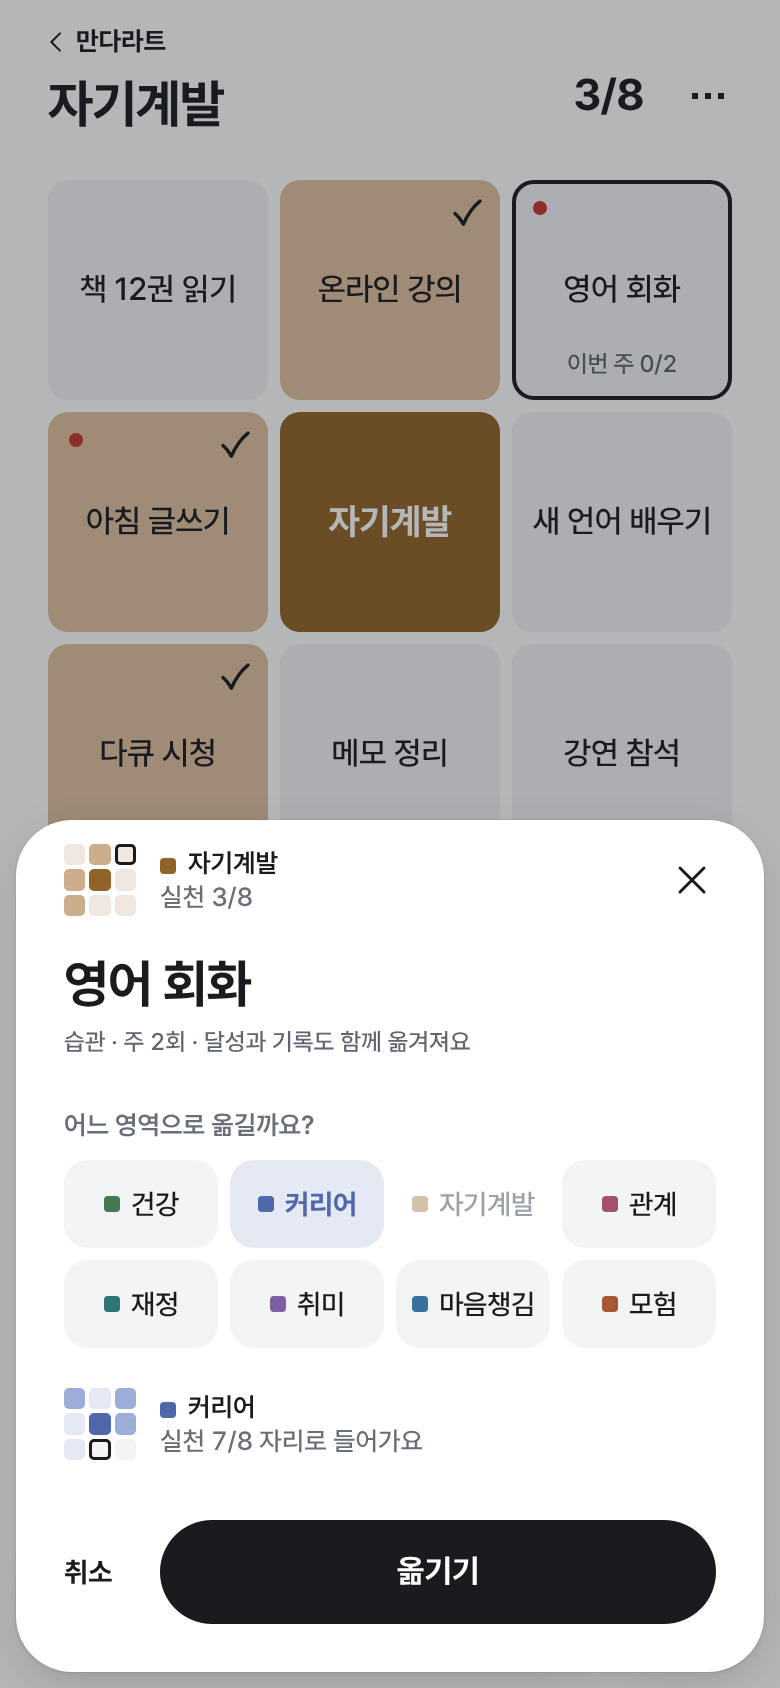 만다라트
자기계발
3/8
책 12권 읽기
온라인 강의
영어 회화
이번 주 0/2
아침 글쓰기
자기계발
새 언어 배우기
다큐 시청
메모 정리
강연 참석
자기계발
실천 3/8
영어 회화
습관 · 주 2회 · 달성과 기록도 함께 옮겨져요
어느 영역으로 옮길까요?
건강
커리어
자기계발
관계
재정
취미
마음챙김
모험
커리어
실천 7/8 자리로 들어가요
취소
옮기기